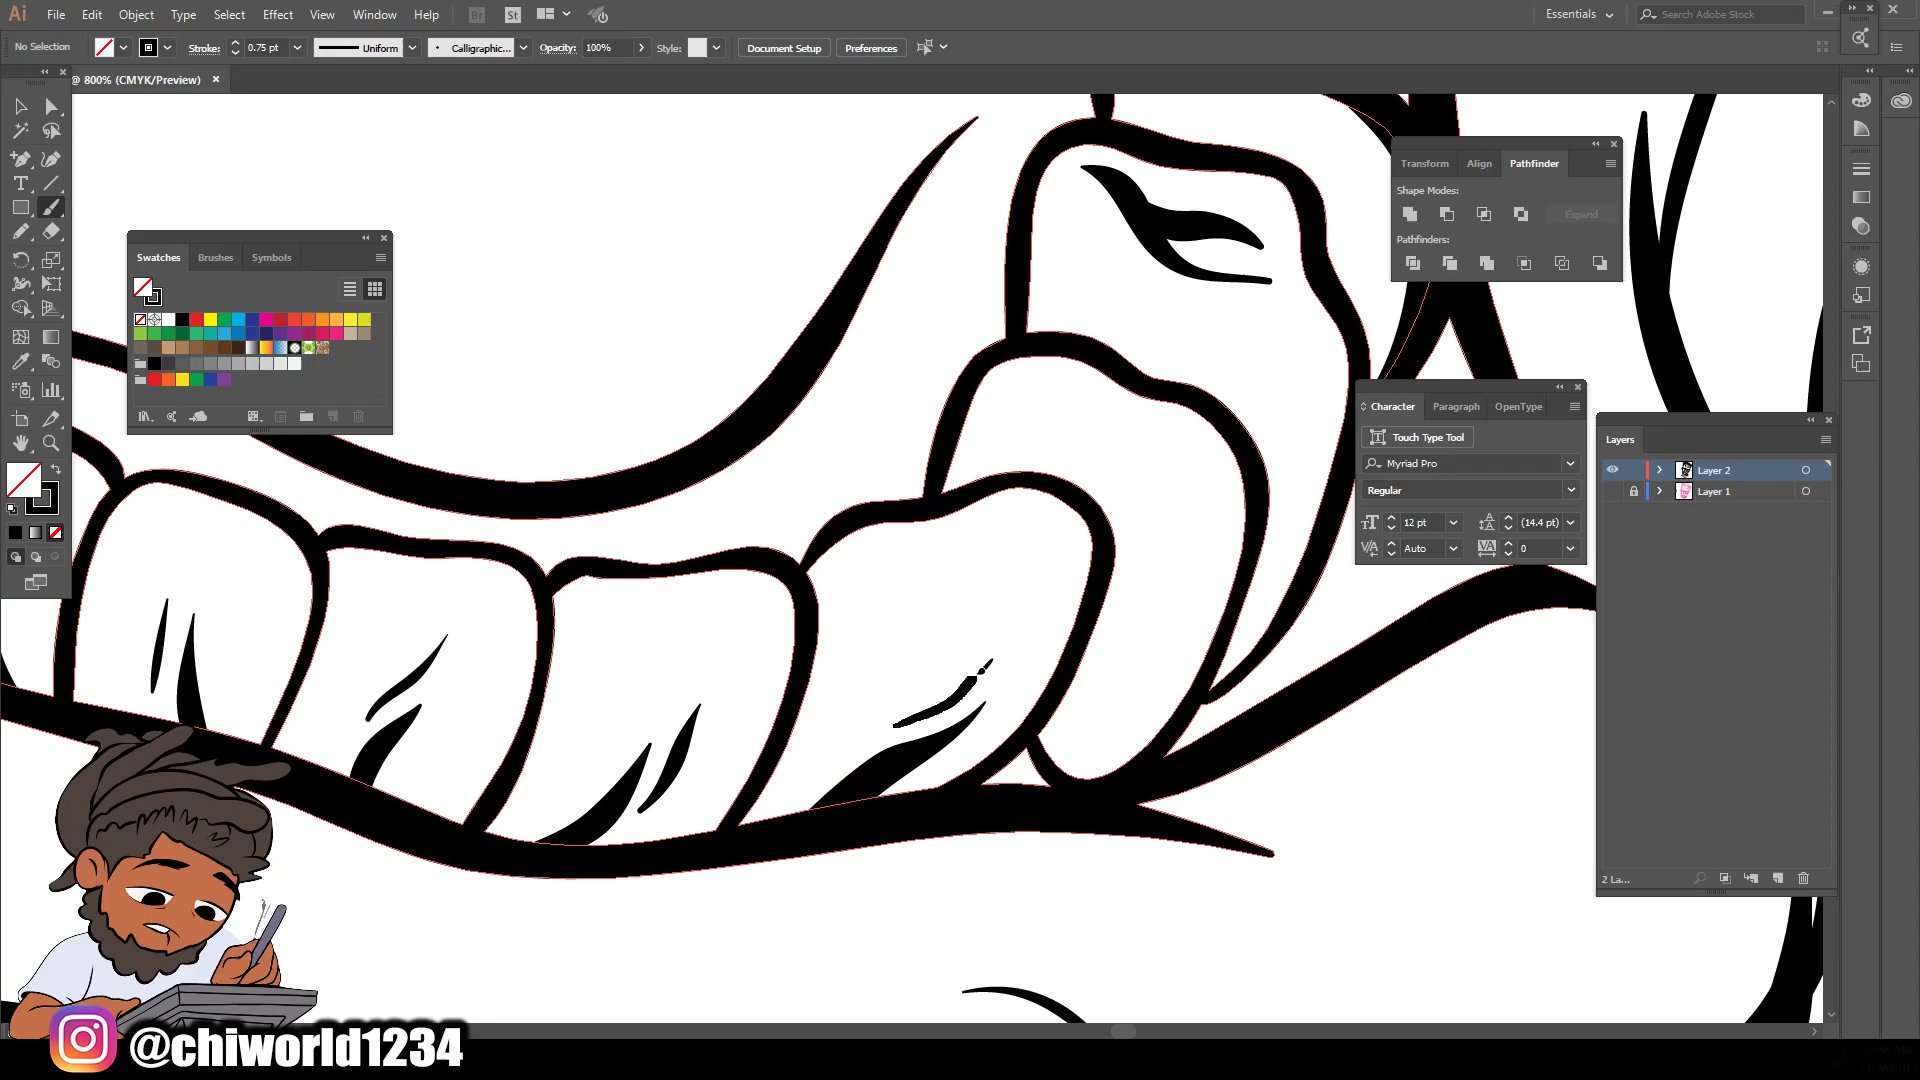 Ai File Edit Object Type Select Effect View Window Help Br St Essentials Search Adobe Stock
No Selection Stroke: 0.75 pt Uniform Calligraphic... Opacity: 100% Style: Document Setup Preferences
@ 800% (CMYK/Preview)
Transform Align Pathfinder
Shape Modes:
Expand
Pathfinders:
Swatches Brushes Symbols
Character Paragraph OpenType
Touch Type Tool
Myriad Pro
Regular
12 pt (14.4 pt)
Auto 0
Layers
Layer 2
Layer 1
2 La...
@chiworld1234